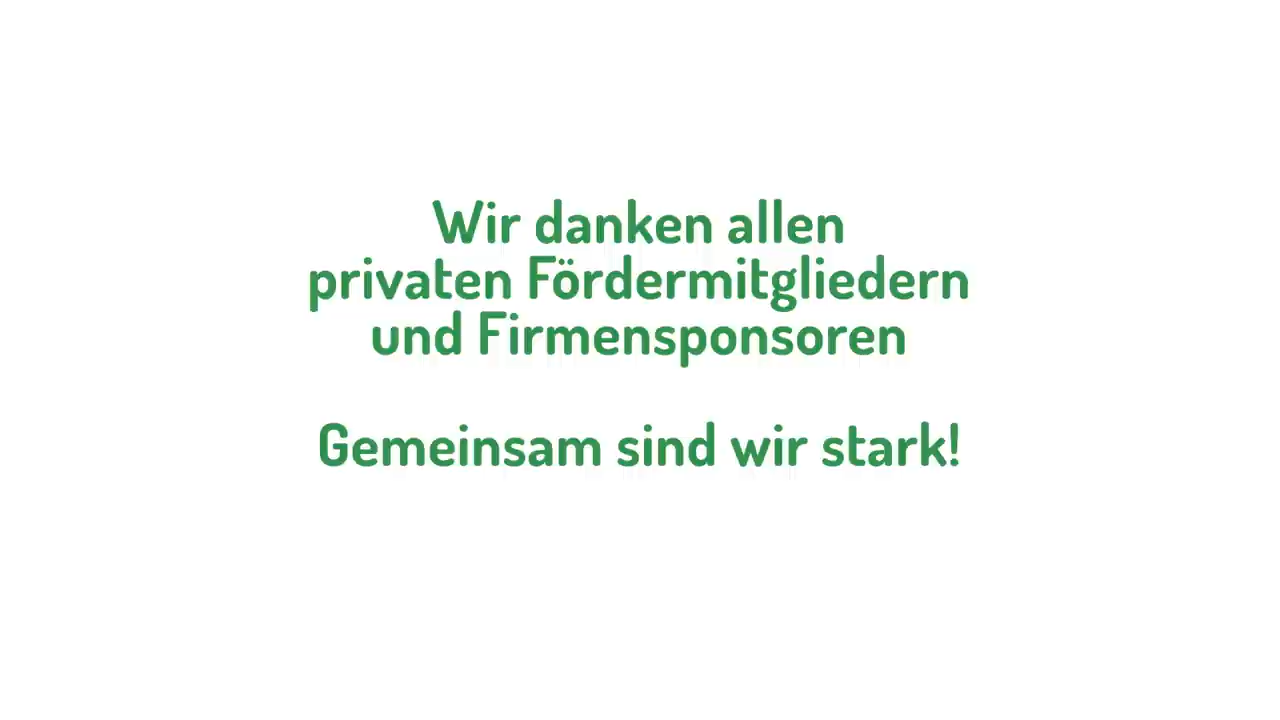 Wir danken allen
privaten Fördermitgliedern
und Firmensponsoren
Gemeinsam sind wir stark!